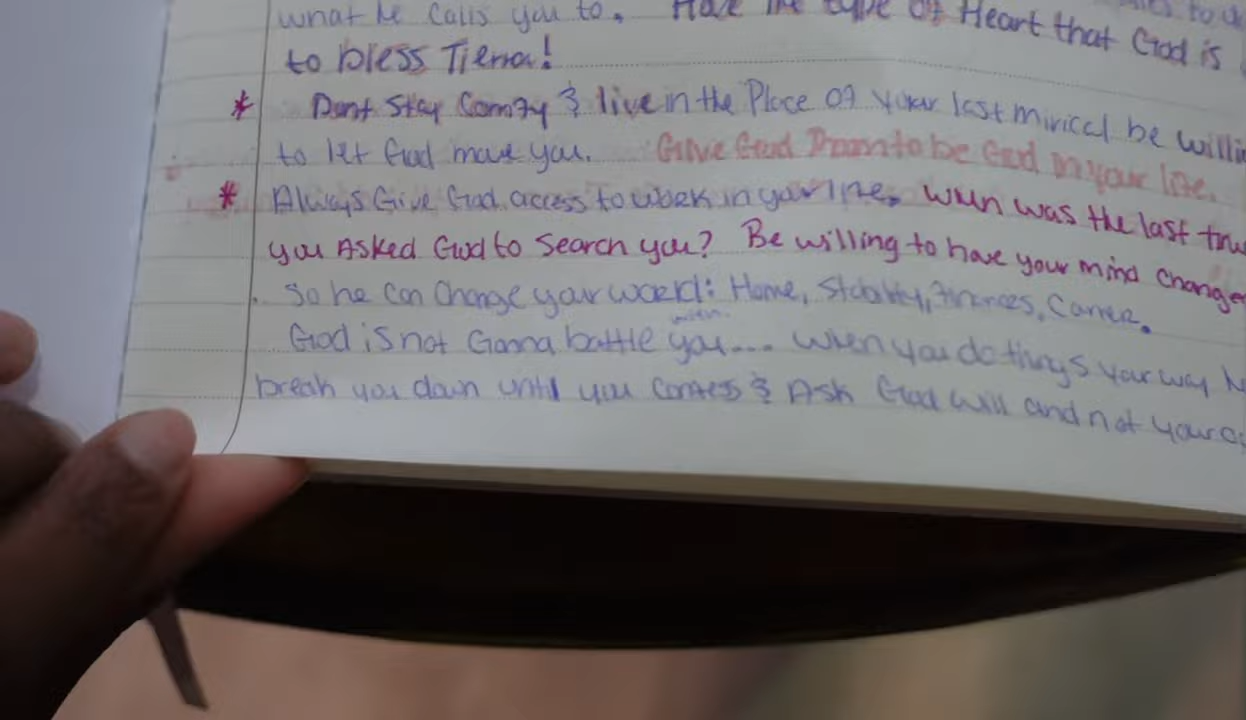 what he calls you to. Have the type of Heart that God is
to bless Tierra!
* Dont Stay Comfy & live in the Place of your last mirical be willin
to let God move you. Give God Room to be God in your life.
* Always Give God access to work in your life. when was the last tim
you Asked God to Search you? Be willing to have your mind change
So he can Change your world: Home, Stability, Finances, Career.
with
God is not Gonna battle you... when you do things your way h
break you down until you confess & Ask God will and not your o